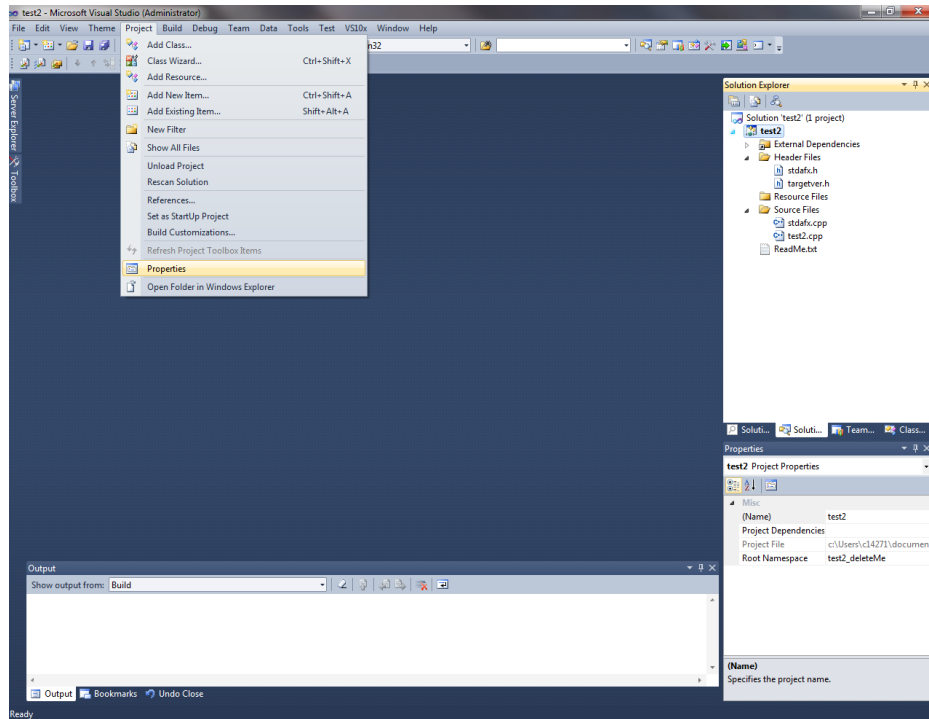 test2 - Microsoft Visual Studio (Administrator)
File Edit View Theme Project Build Debug Team Data Tools Test VS10x Window Help
Add Class...
n32
Class Wizard... Ctrl+Shift+X
Add Resource...
Add New Item... Ctrl+Shift+A
Add Existing Item... Shift+Alt+A
New Filter
Show All Files
Unload Project
Rescan Solution
References...
Set as StartUp Project
Build Customizations...
Refresh Project Toolbox Items
Properties
Open Folder in Windows Explorer
Server Explorer
Toolbox
Solution Explorer
Solution 'test2' (1 project)
test2
External Dependencies
Header Files
stdafx.h
targetver.h
Resource Files
Source Files
stdafx.cpp
test2.cpp
ReadMe.txt
Soluti... Soluti... Team... Class...
Properties
test2 Project Properties
Misc
(Name) test2
Project Dependencies
Project File c:\Users\c14271\documen
Root Namespace test2_deleteMe
(Name)
Specifies the project name.
Output
Show output from: Build
Output Bookmarks Undo Close
Ready